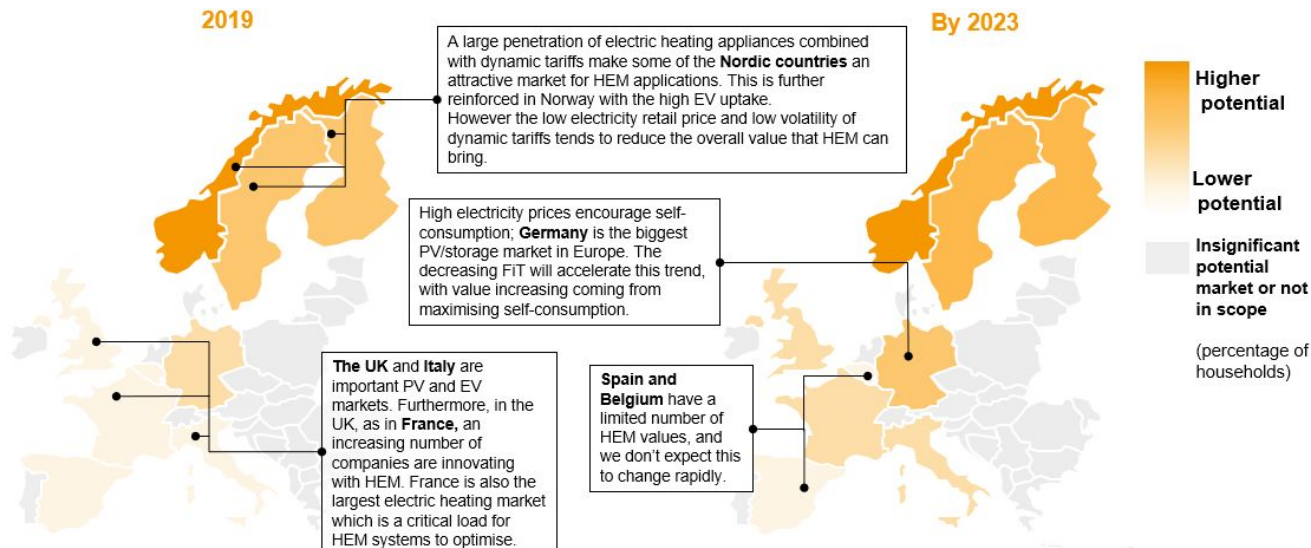 2019
By 2023
A large penetration of electric heating appliances combined
with dynamic tariffs make some of the Nordic countries an
attractive market for HEM applications. This is further
reinforced in Norway with the high EV uptake.
However the low electricity retail price and low volatility of
dynamic tariffs tends to reduce the overall value that HEM can
bring.
Higher
potential
Lower
potential
Insignificant
potential
market or not
in scope
(percentage of
households)
High electricity prices encourage self-
consumption; Germany is the biggest
PV/storage market in Europe. The
decreasing FiT will accelerate this trend,
with value increasing coming from
maximising self-consumption.
The UK and Italy are
important PV and EV
markets. Furthermore, in the
UK, as in France, an
increasing number of
companies are innovating
with HEM. France is also the
largest electric heating market
which is a critical load for
HEM systems to optimise.
Spain and
Belgium have a
limited number of
HEM values, and
we don't expect this
to change rapidly.